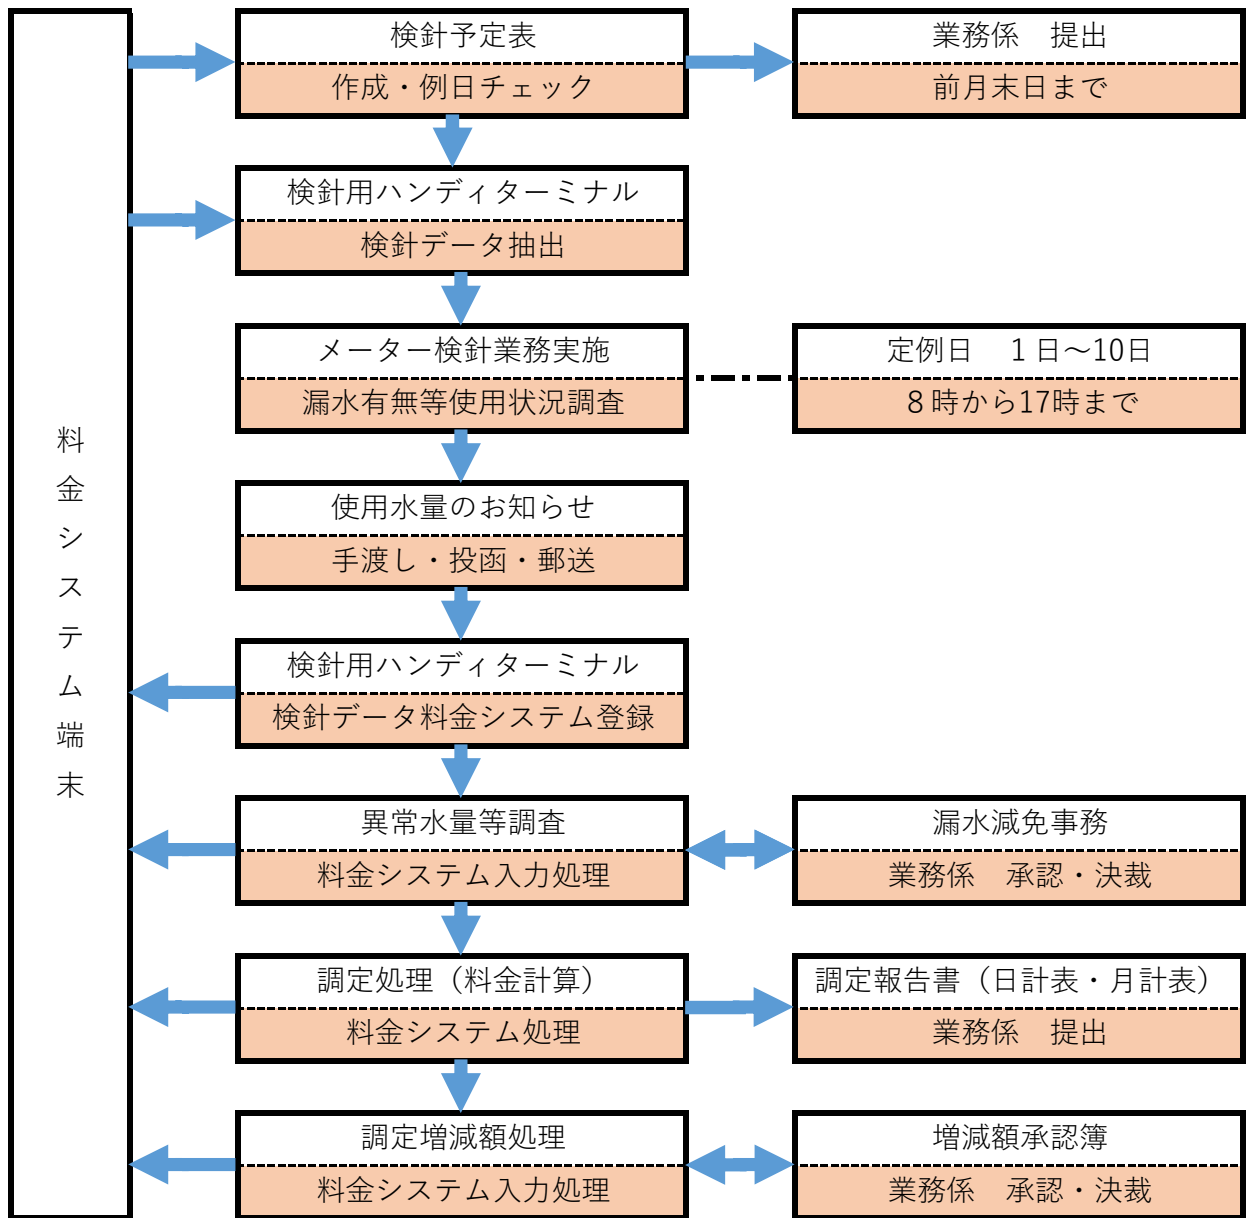 料金システム端末
検針予定表
作成・例日チェック
業務係　提出
前月末日まで
検針用ハンディターミナル
検針データ抽出
メーター検針業務実施
漏水有無等使用状況調査
定例日　１日～10日
８時から17時まで
使用水量のお知らせ
手渡し・投函・郵送
検針用ハンディターミナル
検針データ料金システム登録
異常水量等調査
料金システム入力処理
漏水減免事務
業務係　承認・決裁
調定処理（料金計算）
料金システム処理
調定報告書（日計表・月計表）
業務係　提出
調定増減額処理
料金システム入力処理
増減額承認簿
業務係　承認・決裁